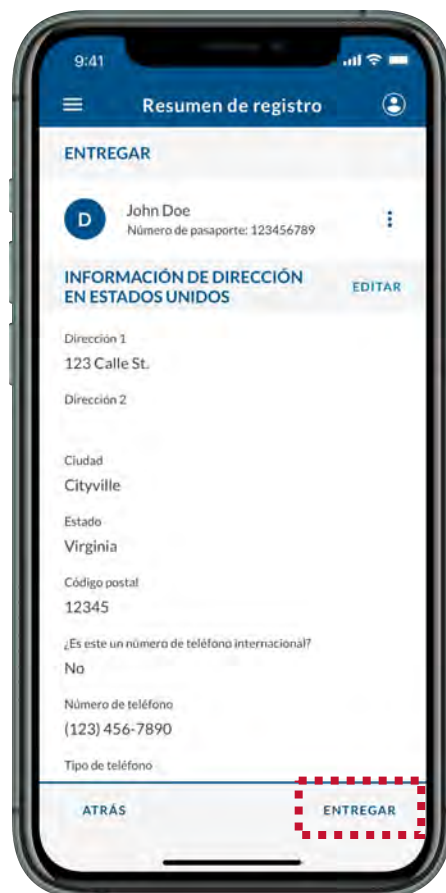 9:41
Resumen de registro
ENTREGAR
D
John Doe
Número de pasaporte: 123456789
INFORMACIÓN DE DIRECCIÓN
EN ESTADOS UNIDOS
EDITAR
Dirección 1
123 Calle St.
Dirección 2
Ciudad
Cityville
Estado
Virginia
Código postal
12345
¿Es este un número de teléfono internacional?
No
Número de teléfono
(123) 456-7890
Tipo de teléfono
ATRÁS
ENTREGAR